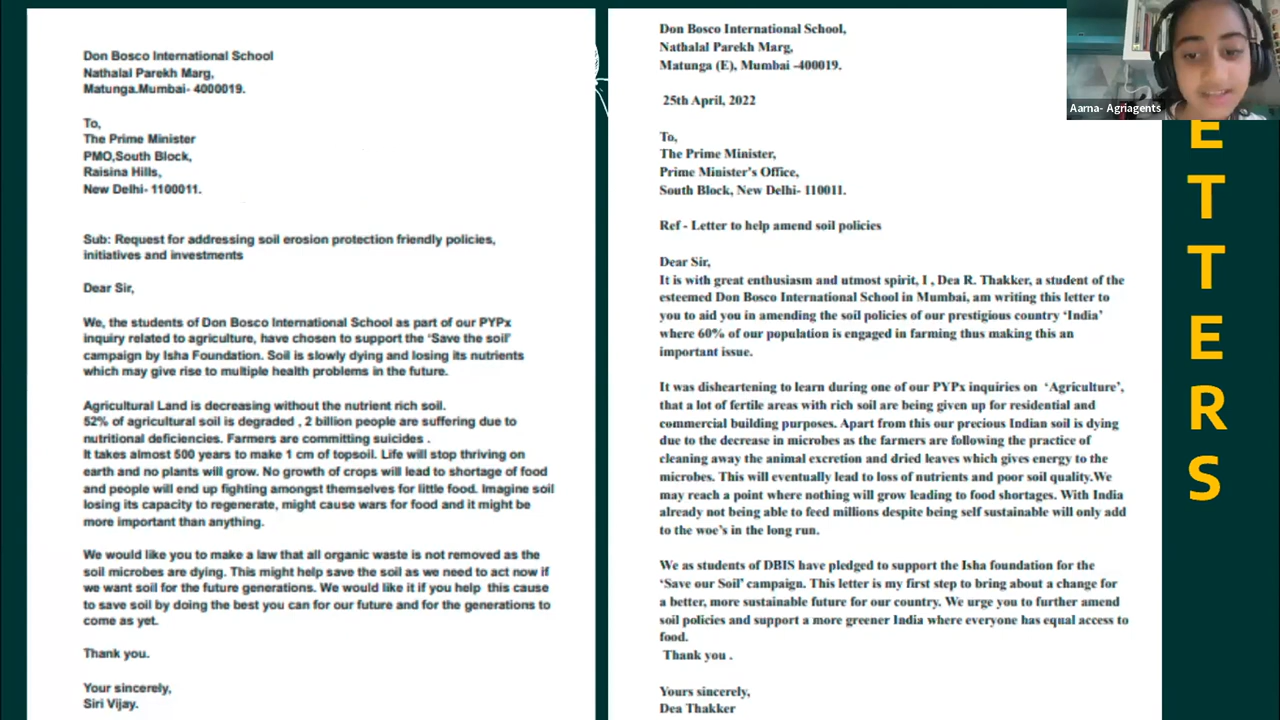 Don Bosco International School
Nathalal Parekh Marg,
Matunga.Mumbai- 4000019.
To,
The Prime Minister
PMO,South Block,
Raisina Hills,
New Delhi- 1100011.
Sub: Request for addressing soil erosion protection friendly policies,
initiatives and investments
Dear Sir,
We, the students of Don Bosco International School as part of our PYPx
inquiry related to agriculture, have chosen to support the 'Save the soil'
campaign by Isha Foundation. Soil is slowly dying and losing its nutrients
which may give rise to multiple health problems in the future.
Agricultural Land is decreasing without the nutrient rich soil.
52% of agricultural soil is degraded , 2 billion people are suffering due to
nutritional deficiencies. Farmers are committing suicides .
It takes almost 500 years to make 1 cm of topsoil. Life will stop thriving on
earth and no plants will grow. No growth of crops will lead to shortage of food
and people will end up fighting amongst themselves for little food. Imagine soil
losing its capacity to regenerate, might cause wars for food and it might be
more important than anything.
We would like you to make a law that all organic waste is not removed as the
soil microbes are dying. This might help save the soil as we need to act now if
we want soil for the future generations. We would like it if you help  this cause
to save soil by doing the best you can for our future and for the generations to
come as yet.
Thank you.
Your sincerely,
Siri Vijay.
Don Bosco International School,
Nathalal Parekh Marg,
Matunga (E), Mumbai -400019.
25th April, 2022
To,
The Prime Minister,
Prime Minister's Office,
South Block, New Delhi- 110011.
Ref - Letter to help amend soil policies
Dear Sir,
It is with great enthusiasm and utmost spirit, I , Dea R. Thakker, a student of the
esteemed Don Bosco International School in Mumbai, am writing this letter to
you to aid you in amending the soil policies of our prestigious country 'India'
where 60% of our population is engaged in farming thus making this an
important issue.
It was disheartening to learn during one of our PYPx inquiries on  'Agriculture',
that a lot of fertile areas with rich soil are being given up for residential and
commercial building purposes. Apart from this our precious Indian soil is dying
due to the decrease in microbes as the farmers are following the practice of
cleaning away the animal excretion and dried leaves which gives energy to the
microbes. This will eventually lead to loss of nutrients and poor soil quality.We
may reach a point where nothing will grow leading to food shortages. With India
already not being able to feed millions despite being self sustainable will only add
to the woe's in the long run.
We as students of DBIS have pledged to support the Isha foundation for the
'Save our Soil' campaign. This letter is my first step to bring about a change for
a better, more sustainable future for our country. We urge you to further amend
soil policies and support a more greener India where everyone has equal access to
food.
Thank you .
Yours sincerely,
Dea Thakker
Aarna- Agriagents
E
T
T
E
R
S